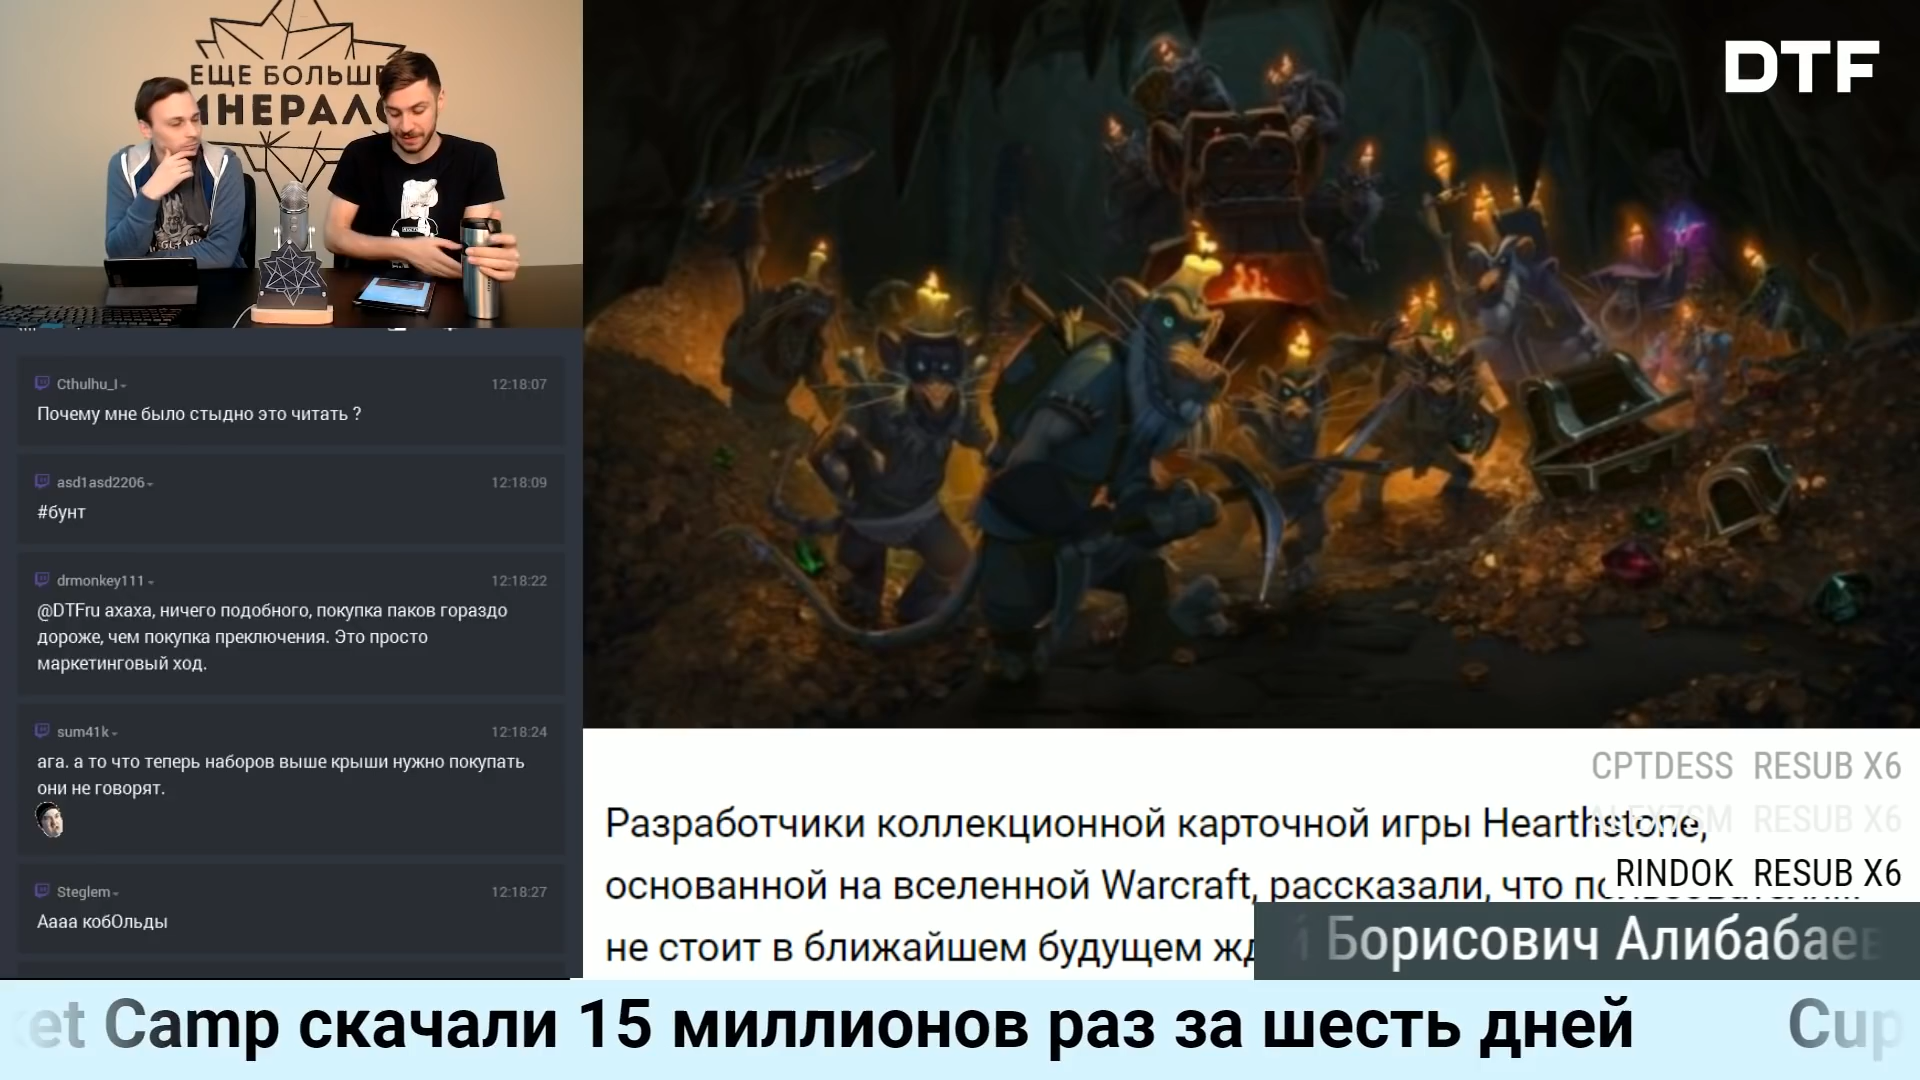 ЕЩЕ БОЛЬШЕ
DTF
Cthulhu_I
12:18:07
Почему мне было стыдно это читать ?
asd1asd2206
12:18:09
#бунт
drmonkey111
12:18:22
@DTFru ахаха, ничего подобного, покупка паков гораздо
дороже, чем покупка преключения. Это просто
маркетинговый ход.
sum41k
12:18:24
ага. а то что теперь наборов выше крыши нужно покупать
они не говорят.
Steglem
12:18:27
Аааа кобОльды
CPTDESS RESUB X6
RESUB X6
RINDOK RESUB X6
Разработчики коллекционной карточной игры Hearthstone,
основанной на вселенной Warcraft, рассказали, что
не стоит в ближайшем будущем
Борисович Алибабаев
et Camp скачали 15 миллионов раз за шесть дней
Cup